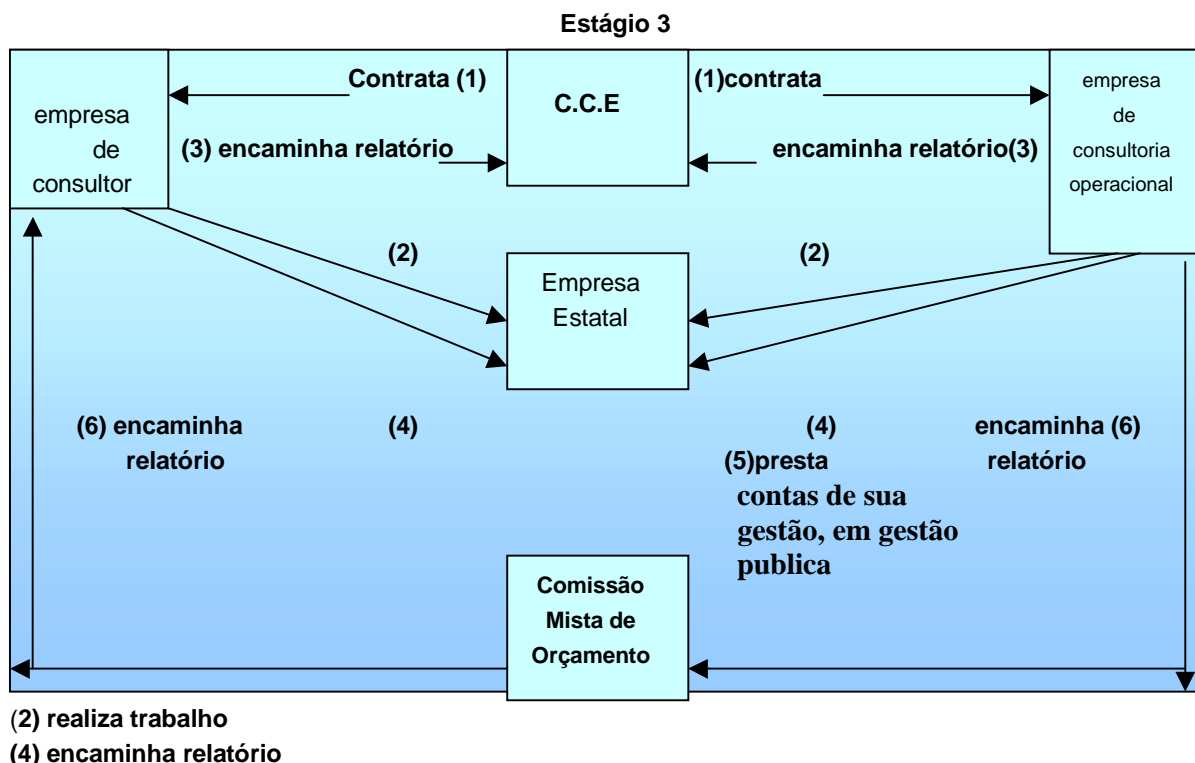 Estágio 3
Contrata (1)
(1)contrata
C.C.E
empresa
de
consultor
empresa
de
consultoria
operacional
(3) encaminha relatório
encaminha relatório(3)
(2)
(2)
Empresa
Estatal
(6) encaminha
relatório
(4)
(4)
(5)presta
contas de sua
gestão, em gestão
publica
encaminha (6)
relatório
Comissão
Mista de
Orçamento
(2) realiza trabalho
(4) encaminha relatório